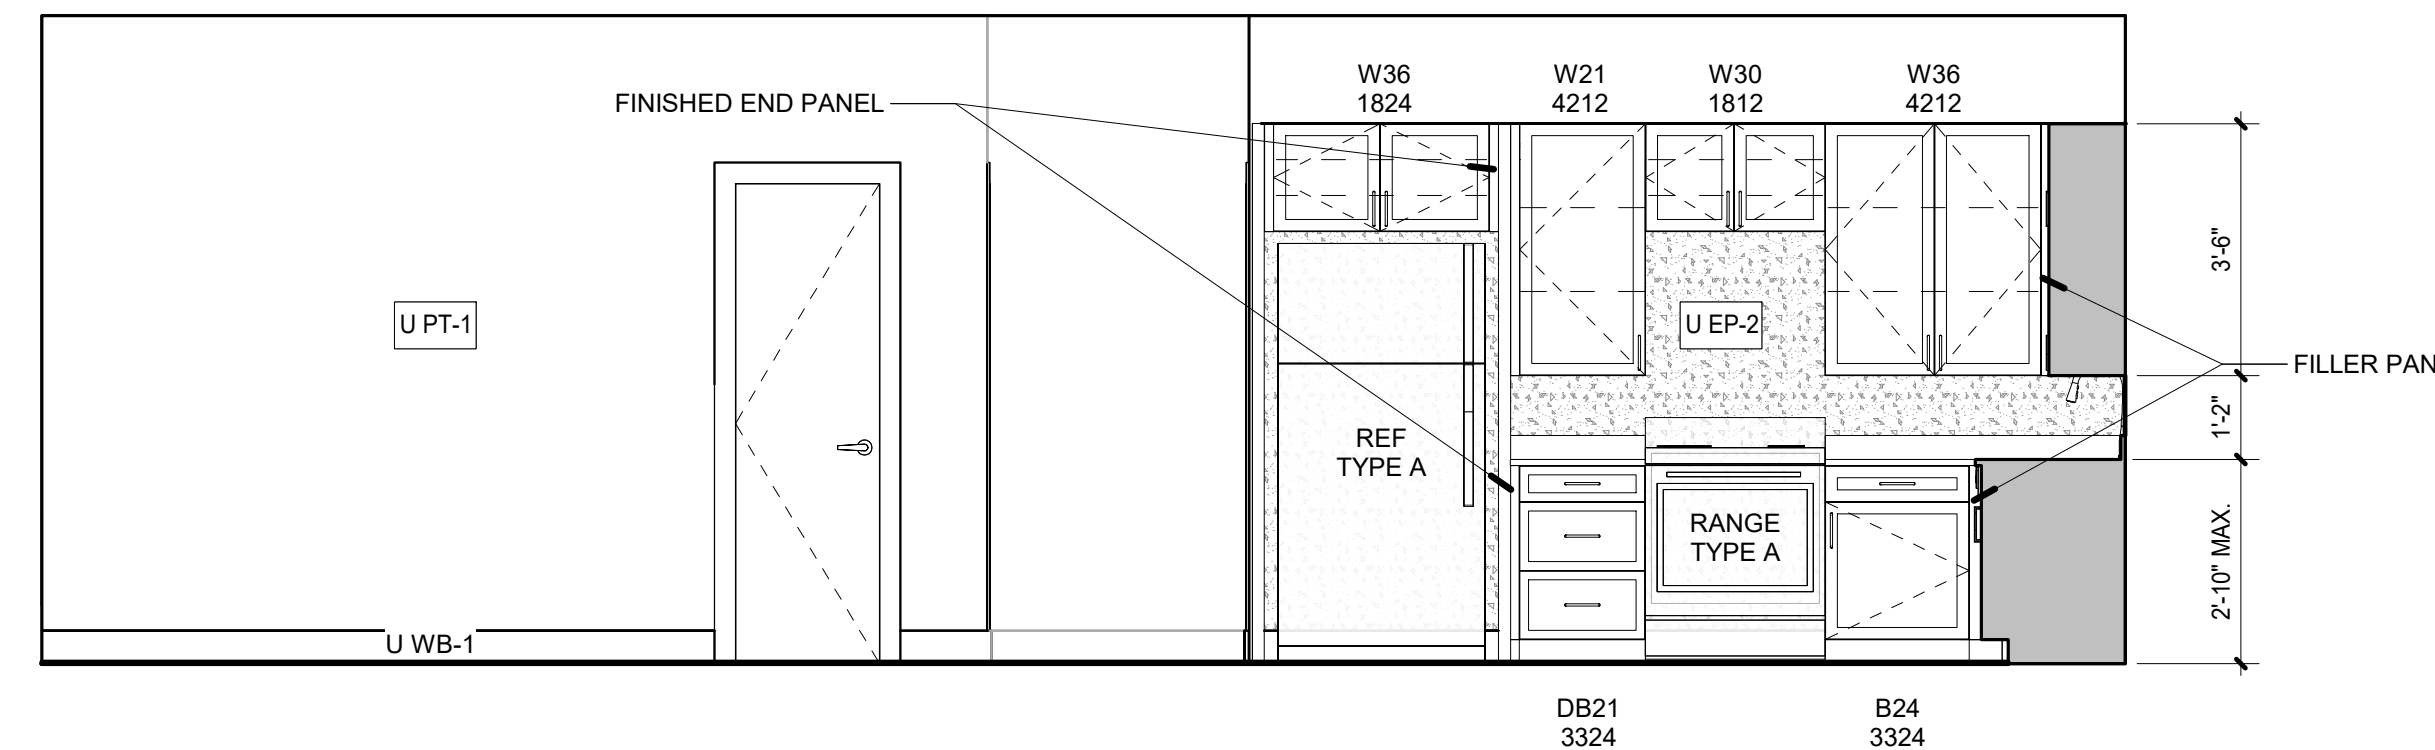 W36
1824
W21
4212
W30
1812
W36
4212
FINISHED END PANEL
3'-6"
U PT-1
U EP-2
FILLER PAN
1'-2"
REF
TYPE A
RANGE
TYPE A
2'-10" MAX.
U WB-1
DB21
3324
B24
3324